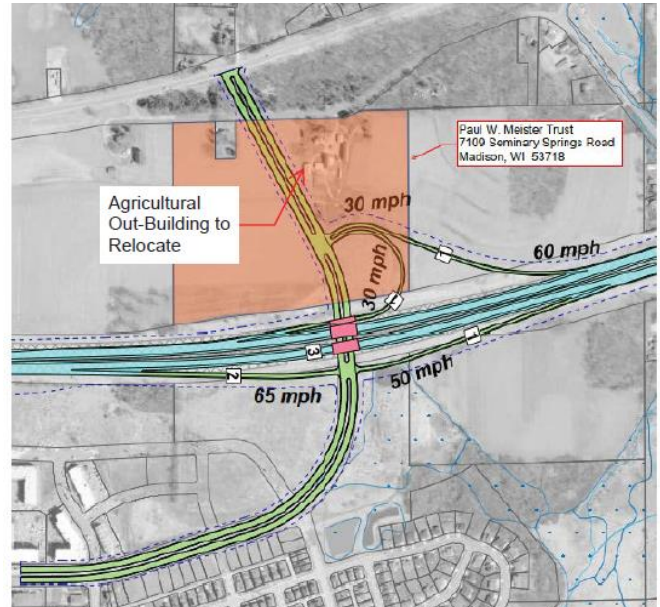 Paul W. Meister Trust
7109 Seminary Springs Road
Madison, WI 53718
Agricultural
Out-Building to
Relocate
30 mph
60 mph
30 mph
3
1
2
65 mph
50 mph